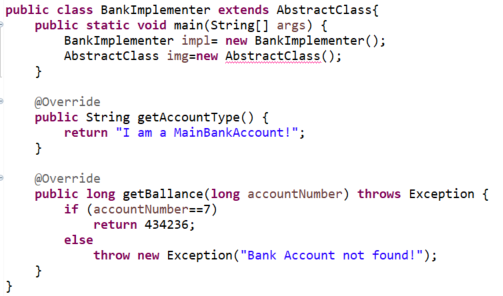 public class BankImplementer extends AbstractClass{
    public static void main(String[] args) {
        BankImplementer impl= new BankImplementer();
        AbstractClass img=new AbstractClass();
    }

    @Override
    public String getAccountType() {
        return "I am a MainBankAccount!";
    }

    @Override
    public long getBallance(long accountNumber) throws Exception {
        if (accountNumber==7)
            return 434236;
        else
            throw new Exception("Bank Account not found!");
    }
}